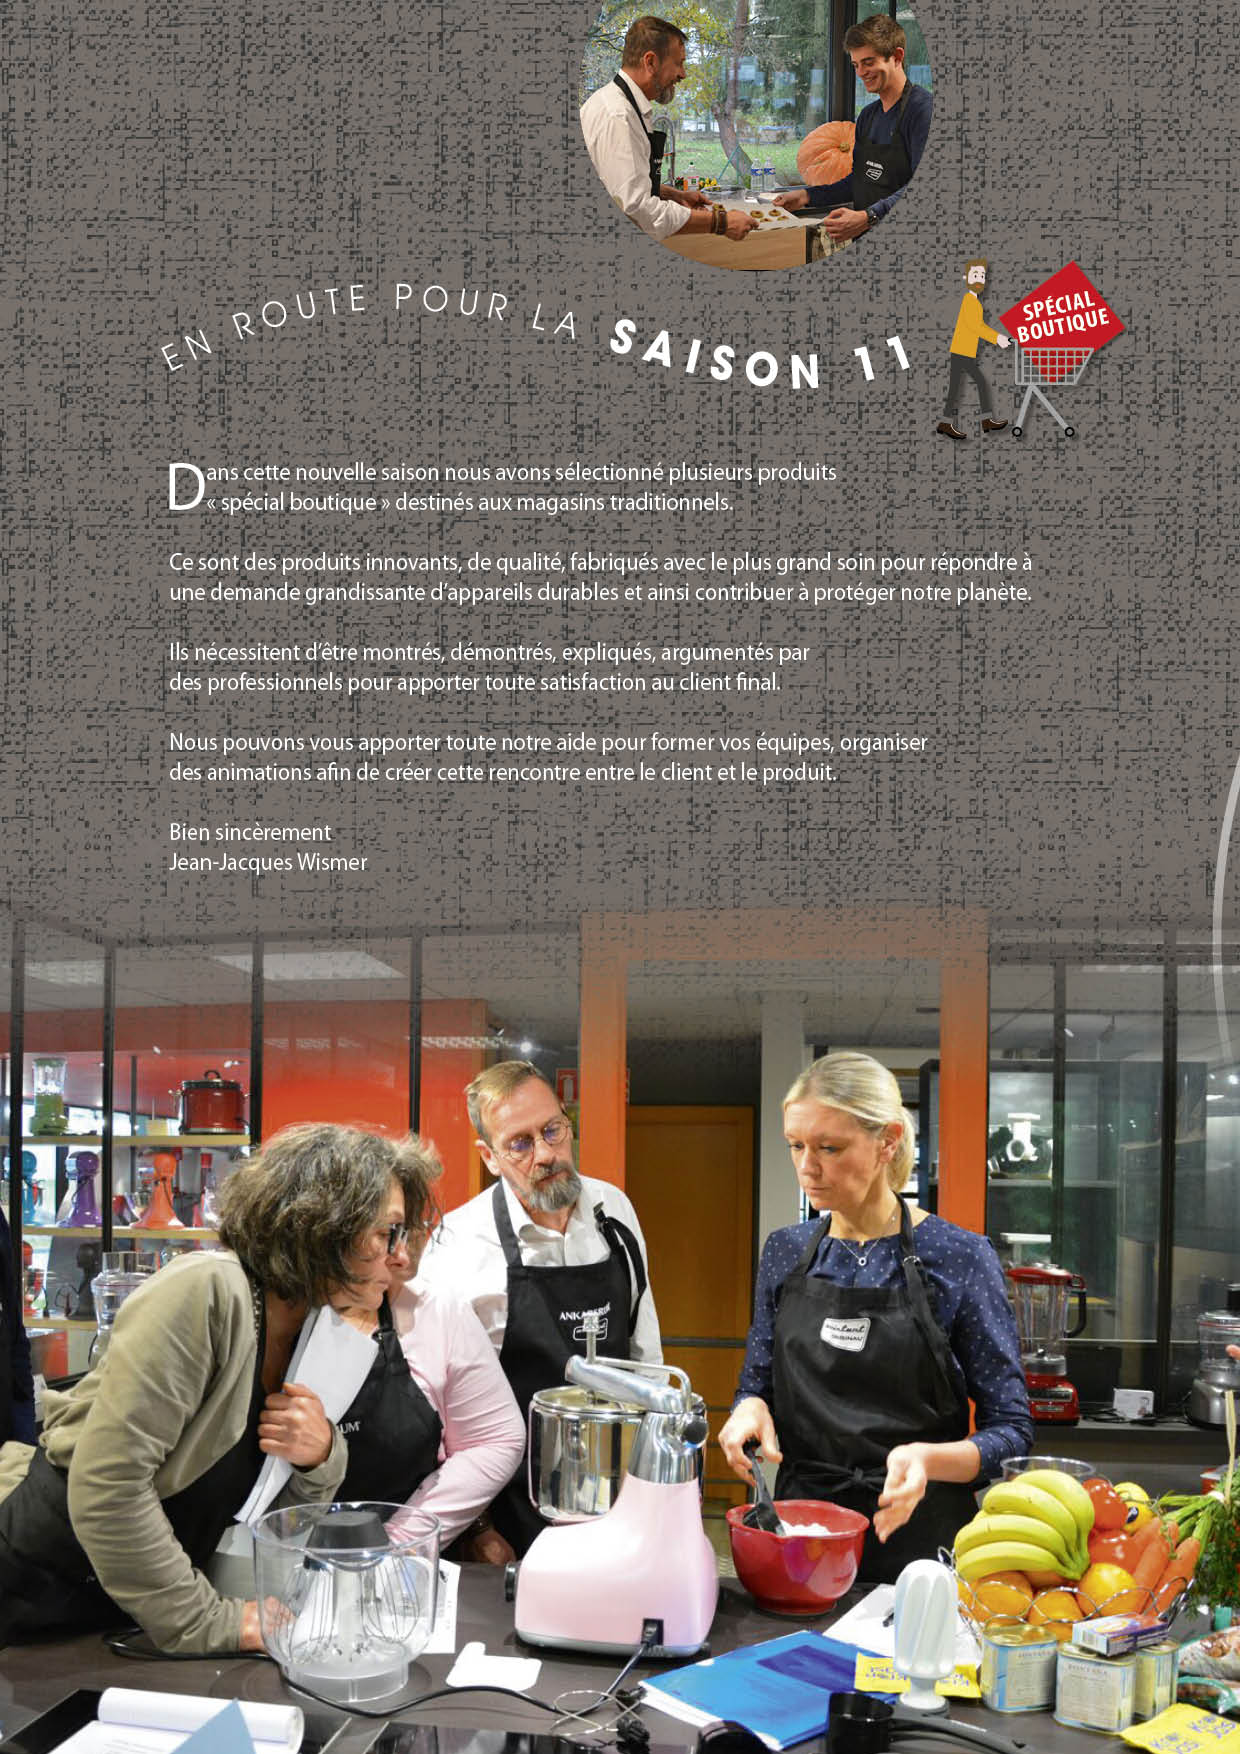 EN ROUTE POUR LA SAISON 11
SPÉCIAL
BOUTIQUE
Dans cette nouvelle saison nous avons sélectionné plusieurs produits
« spécial boutique » destinés aux magasins traditionnels.
Ce sont des produits innovants, de qualité, fabriqués avec le plus grand soin pour répondre à
une demande grandissante d'appareils durables et ainsi contribuer à protéger notre planète.
Ils nécessitent d'être montrés, démontrés, expliqués, argumentés par
des professionnels pour apporter toute satisfaction au client final.
Nous pouvons vous apporter toute notre aide pour former vos équipes, organiser
des animations afin de créer cette rencontre entre le client et le produit.
Bien sincèrement
Jean-Jacques Wismer